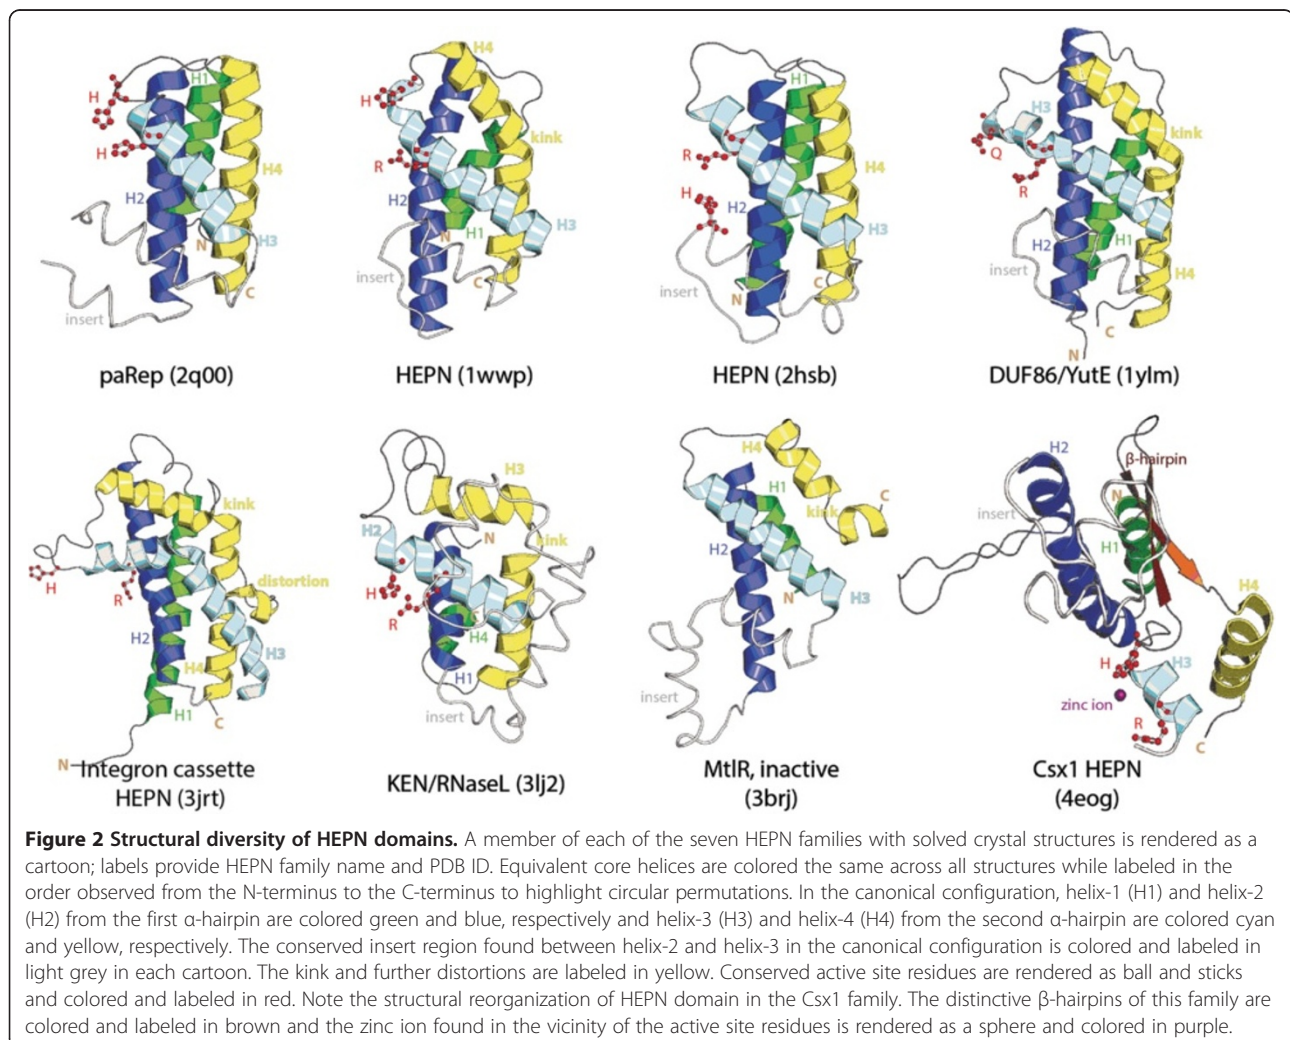 H1
H
H
H4
H2
N
H3
C
insert
paRep (2q00)
H4
H
kink
R
H2
N
H1
H3
insert
C
HEPN (1wwp)
H1
R
H4
H
H2
H3
insert
N
C
HEPN (2hsb)
H3
kink
Q
R
H2
H1
insert
H4
C
N
DUF86/YutE (1ylm)
kink
H
R
distortion
H2
H4
H3
H1
C
N
Integron cassette
HEPN (3jrt)
H3
H2
N
kink
H
R
H4
H1
insert
KEN/RNaseL (3lj2)
H4
H1
C
kink
H2
N
H3
insert
MtlR, inactive
(3brj)
H2
β-hairpin
N
insert
H1
H4
H
H3
zinc ion
R
C
Csx1 HEPN
(4eog)
Figure 2 Structural diversity of HEPN domains. A member of each of the seven HEPN families with solved crystal structures is rendered as a
cartoon; labels provide HEPN family name and PDB ID. Equivalent core helices are colored the same across all structures while labeled in the
order observed from the N-terminus to the C-terminus to highlight circular permutations. In the canonical configuration, helix-1 (H1) and helix-2
(H2) from the first α-hairpin are colored green and blue, respectively and helix-3 (H3) and helix-4 (H4) from the second α-hairpin are colored cyan
and yellow, respectively. The conserved insert region found between helix-2 and helix-3 in the canonical configuration is colored and labeled in
light grey in each cartoon. The kink and further distortions are labeled in yellow. Conserved active site residues are rendered as ball and sticks
and colored and labeled in red. Note the structural reorganization of HEPN domain in the Csx1 family. The distinctive β-hairpins of this family are
colored and labeled in brown and the zinc ion found in the vicinity of the active site residues is rendered as a sphere and colored in purple.